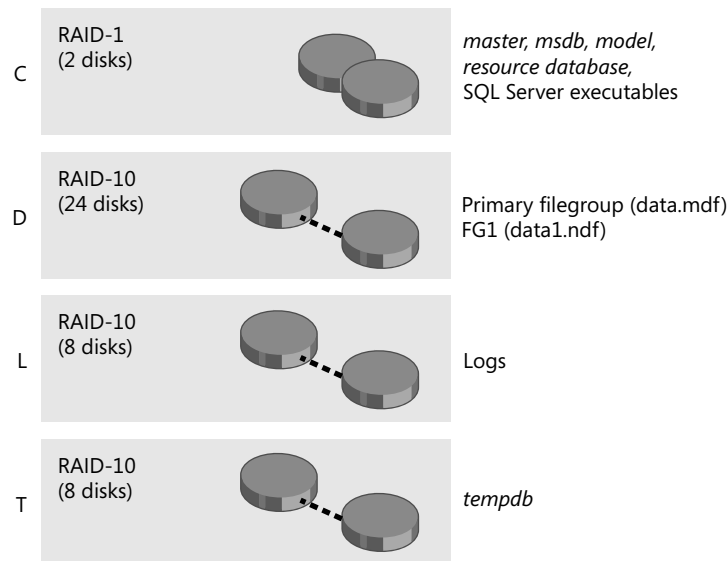 C
RAID-1
(2 disks)
master, msdb, model,
resource database,
SQL Server executables
D
RAID-10
(24 disks)
Primary filegroup (data.mdf)
FG1 (data1.ndf)
L
RAID-10
(8 disks)
Logs
T
RAID-10
(8 disks)
tempdb